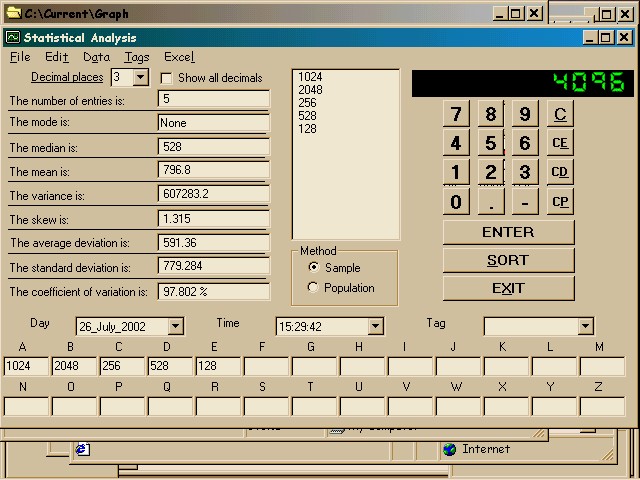 C:\Current\Graph
Statistical Analysis
File Edit Data Tags Excel
Decimal places 3 Show all decimals
The number of entries is: 5
The mode is: None
The median is: 528
The mean is: 796.8
The variance is: 607283.2
The skew is: 1.315
The average deviation is: 591.36
The standard deviation is: 779.284
The coefficient of variation is: 97.802 %
1024
2048
256
528
128
Method
Sample
Population
4096
7 8 9 C
4 5 6 CE
1 2 3 CD
0 . - CP
ENTER
SORT
EXIT
Day 26_July_2002 Time 15:29:42 Tag
A B C D E F G H I J K L M
1024 2048 256 528 128
N O P Q R S T U V W X Y Z
My Computer
Internet